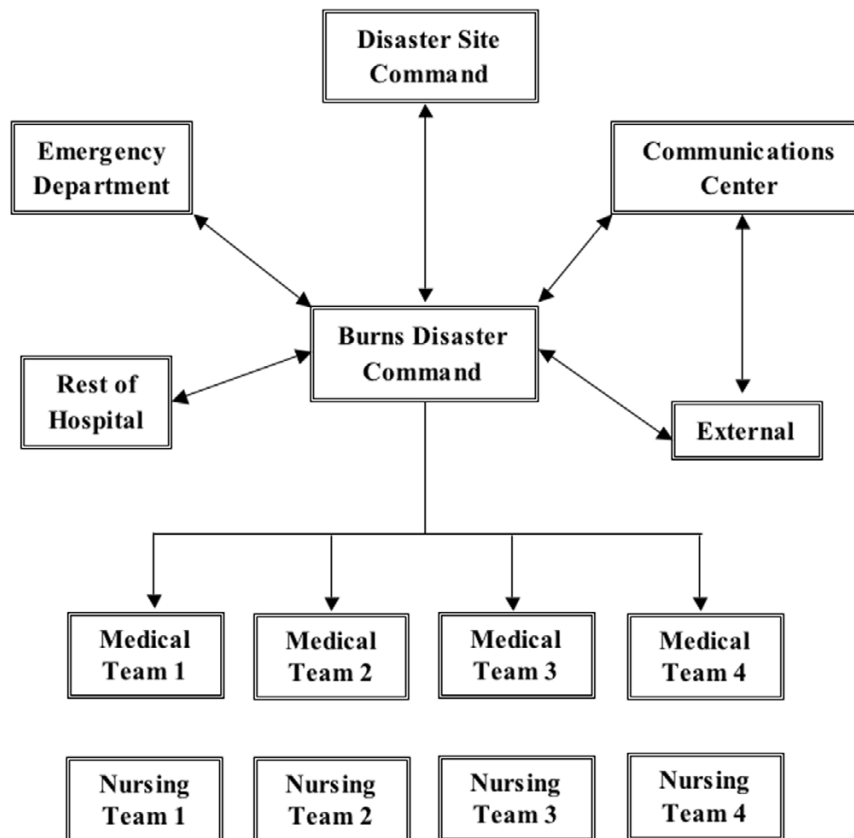 Disaster Site
Command
Emergency
Department
Communications
Center
Burns Disaster
Command
Rest of
Hospital
External
Medical
Team 1
Medical
Team 2
Medical
Team 3
Medical
Team 4
Nursing
Team 1
Nursing
Team 2
Nursing
Team 3
Nursing
Team 4